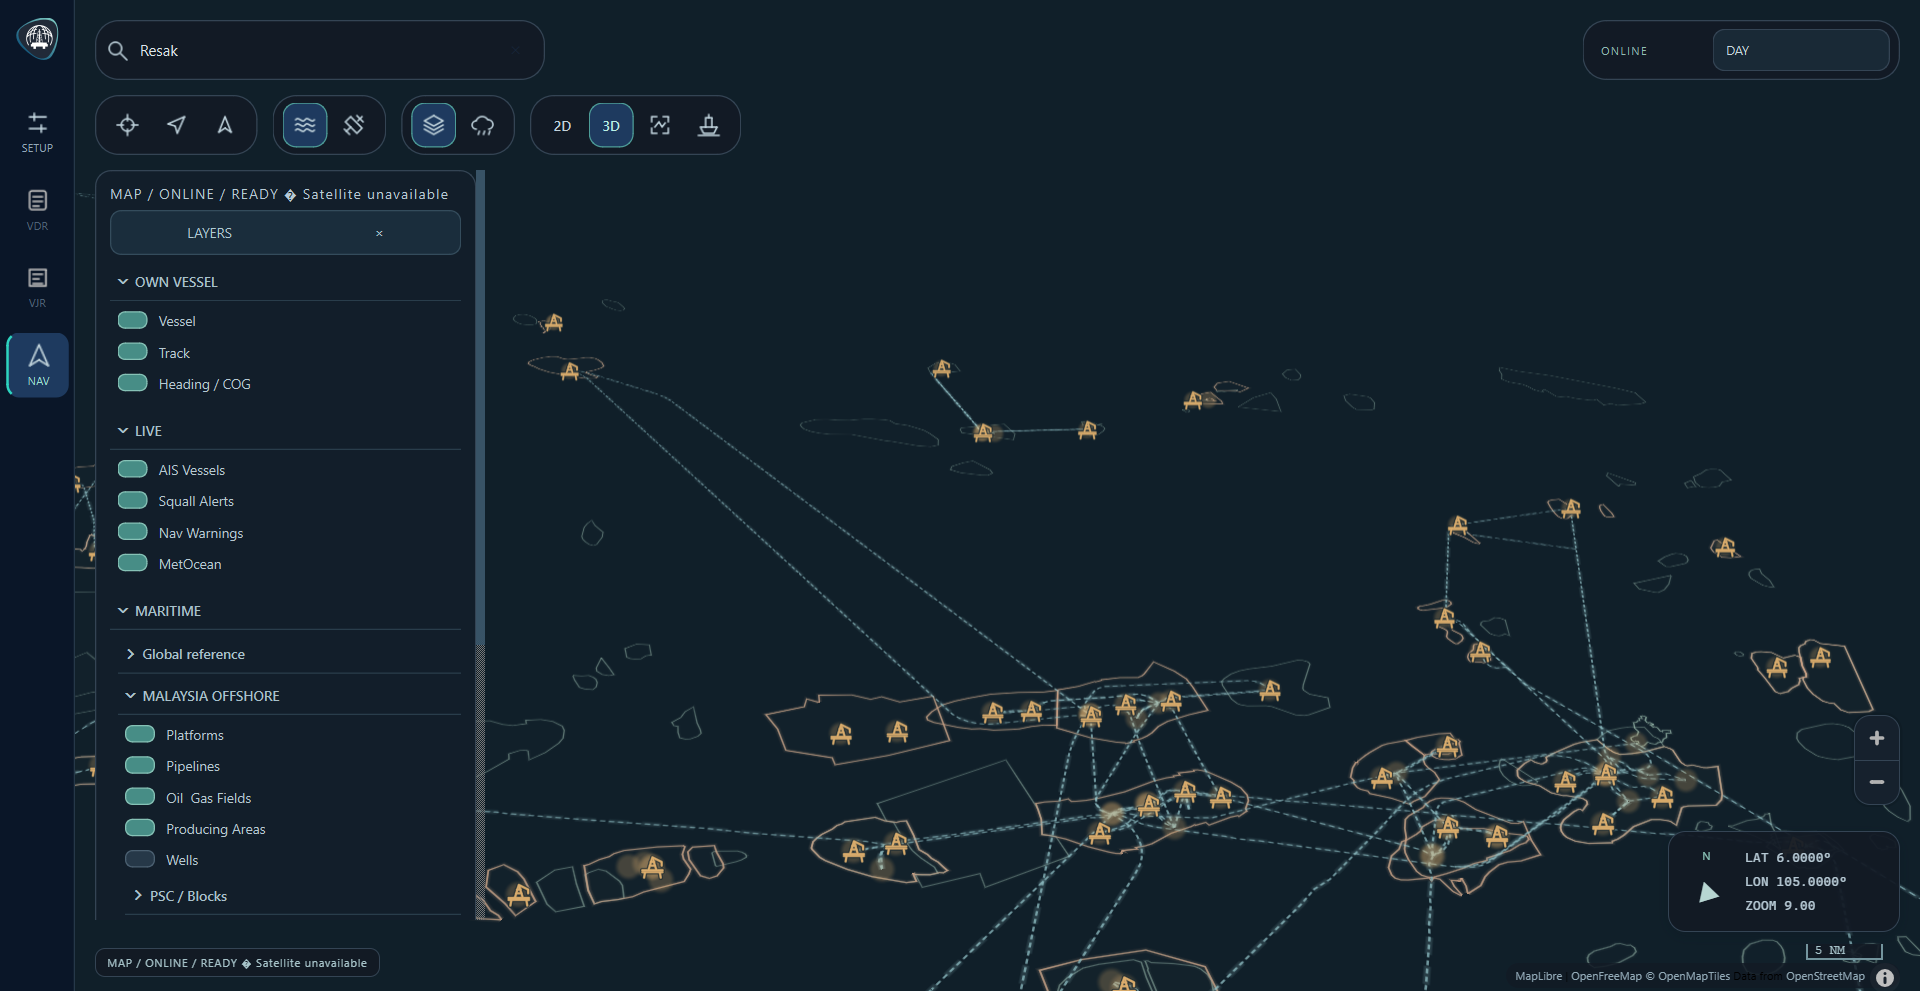 Resak
ONLINE
DAY
2D
3D
SETUP
VDR
VJR
NAV
MAP / ONLINE / READY � Satellite unavailable
LAYERS ×
OWN VESSEL
Vessel
Track
Heading / COG
LIVE
AIS Vessels
Squall Alerts
Nav Warnings
MetOcean
MARITIME
Global reference
MALAYSIA OFFSHORE
Platforms
Pipelines
Oil  Gas Fields
Producing Areas
Wells
PSC / Blocks
MAP / ONLINE / READY � Satellite unavailable
+
−
N
LAT 6.0000°
LON 105.0000°
ZOOM 9.00
5 NM
MapLibre OpenFreeMap © OpenMapTiles Data from OpenStreetMap